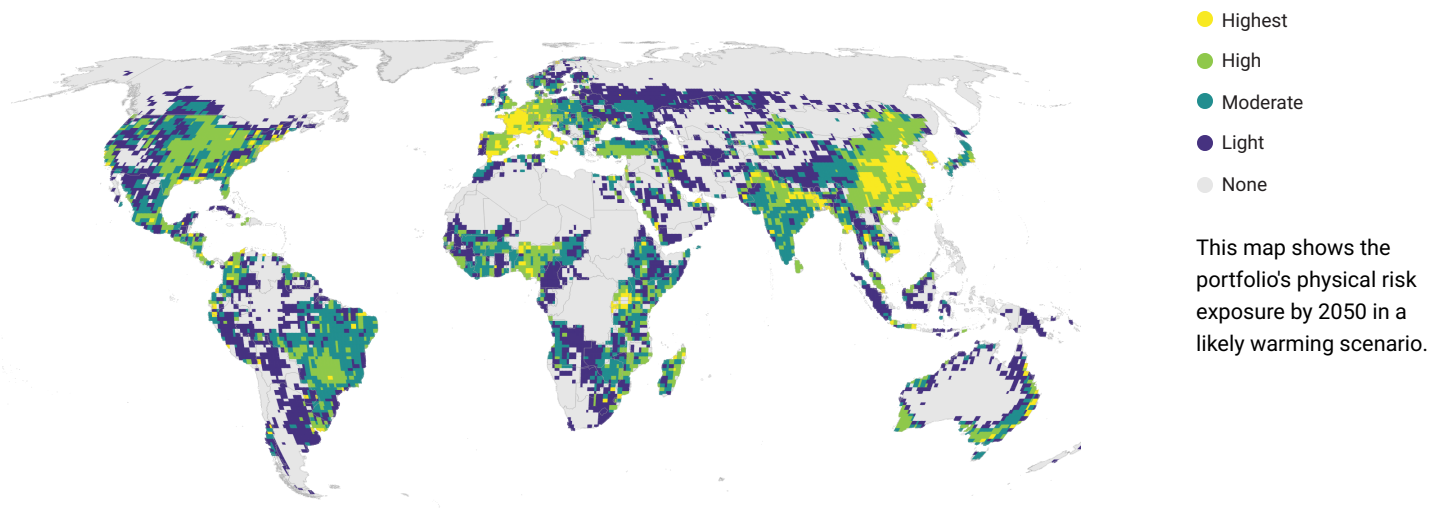 Highest
High
Moderate
Light
None
This map shows the
portfolio's physical risk
exposure by 2050 in a
likely warming scenario.